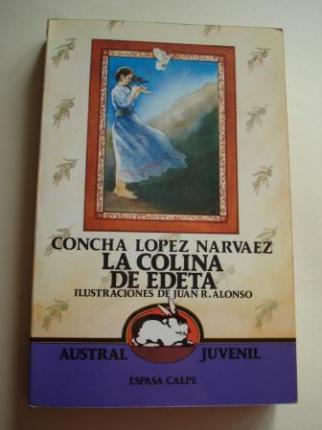 CONCHA LOPEZ NARVAEZ
LA COLINA
DE EDETA
ILUSTRACIONES DE JUAN R. ALONSO
AUSTRAL JUVENIL
ESPASA CALPE